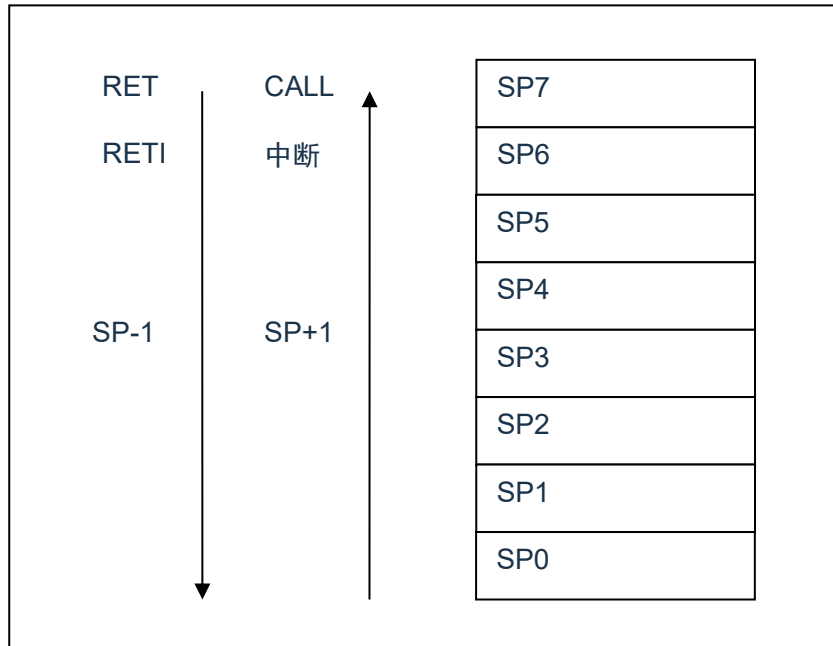 RET CALL SP7
RETI 中断 SP6
SP5
SP4
SP-1 SP+1
SP3
SP2
SP1
SP0